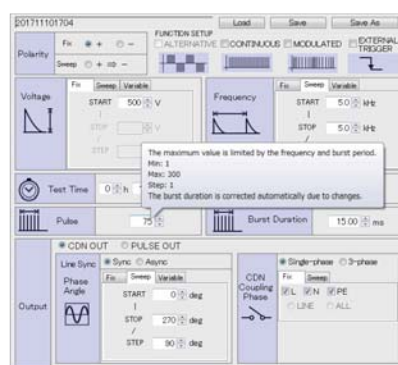 201711101704
Load
Save
Save As
Polarity
Fix + -
Sweep + ⇒ -
FUNCTION SETUP
ALTERNATIVE
CONTINUOUS
MODULATED
EXTERNAL TRIGGER
Voltage
Fix Sweep Variable
START 500 V
STOP V
STEP
Frequency
Fix Sweep Variable
START 5.0 kHz
STOP 5.0 kHz
The maximum value is limited by the frequency and burst period.
Min: 1
Max: 300
Step: 1
The burst duration is corrected automatically due to changes.
Test Time 0 h
Pulse 75
Burst Duration 15.00 ms
Output
CDN OUT PULSE OUT
Line Sync Sync Async
Phase Angle
Fix Sweep Variable
START 0 deg
STOP 270 deg
STEP 90 deg
CDN Coupling Phase
Single-phase 3-phase
Fix Sweep
L N PE
LINE ALL